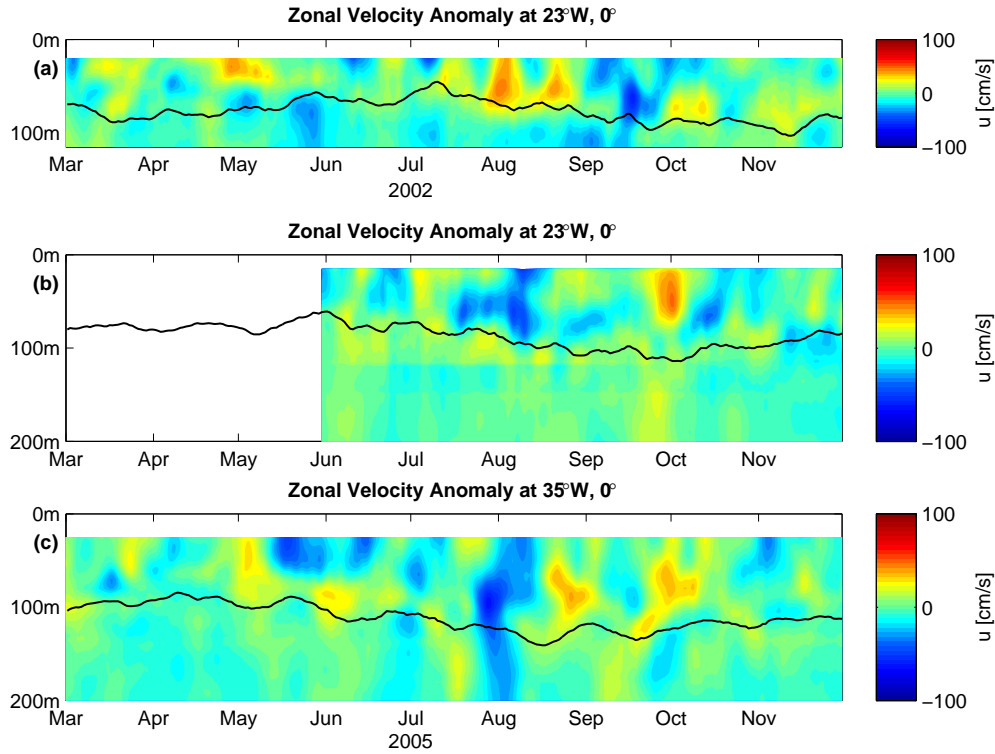 Zonal Velocity Anomaly at 23°W, 0°
0m
(a)
100m
Mar Apr May Jun Jul Aug Sep Oct Nov
2002
100
0
−100
u [cm/s]
Zonal Velocity Anomaly at 23°W, 0°
0m
(b)
100m
200m
Mar Apr May Jun Jul Aug Sep Oct Nov
100
0
−100
u [cm/s]
Zonal Velocity Anomaly at 35°W, 0°
0m
(c)
100m
200m
Mar Apr May Jun Jul Aug Sep Oct Nov
2005
100
0
−100
u [cm/s]